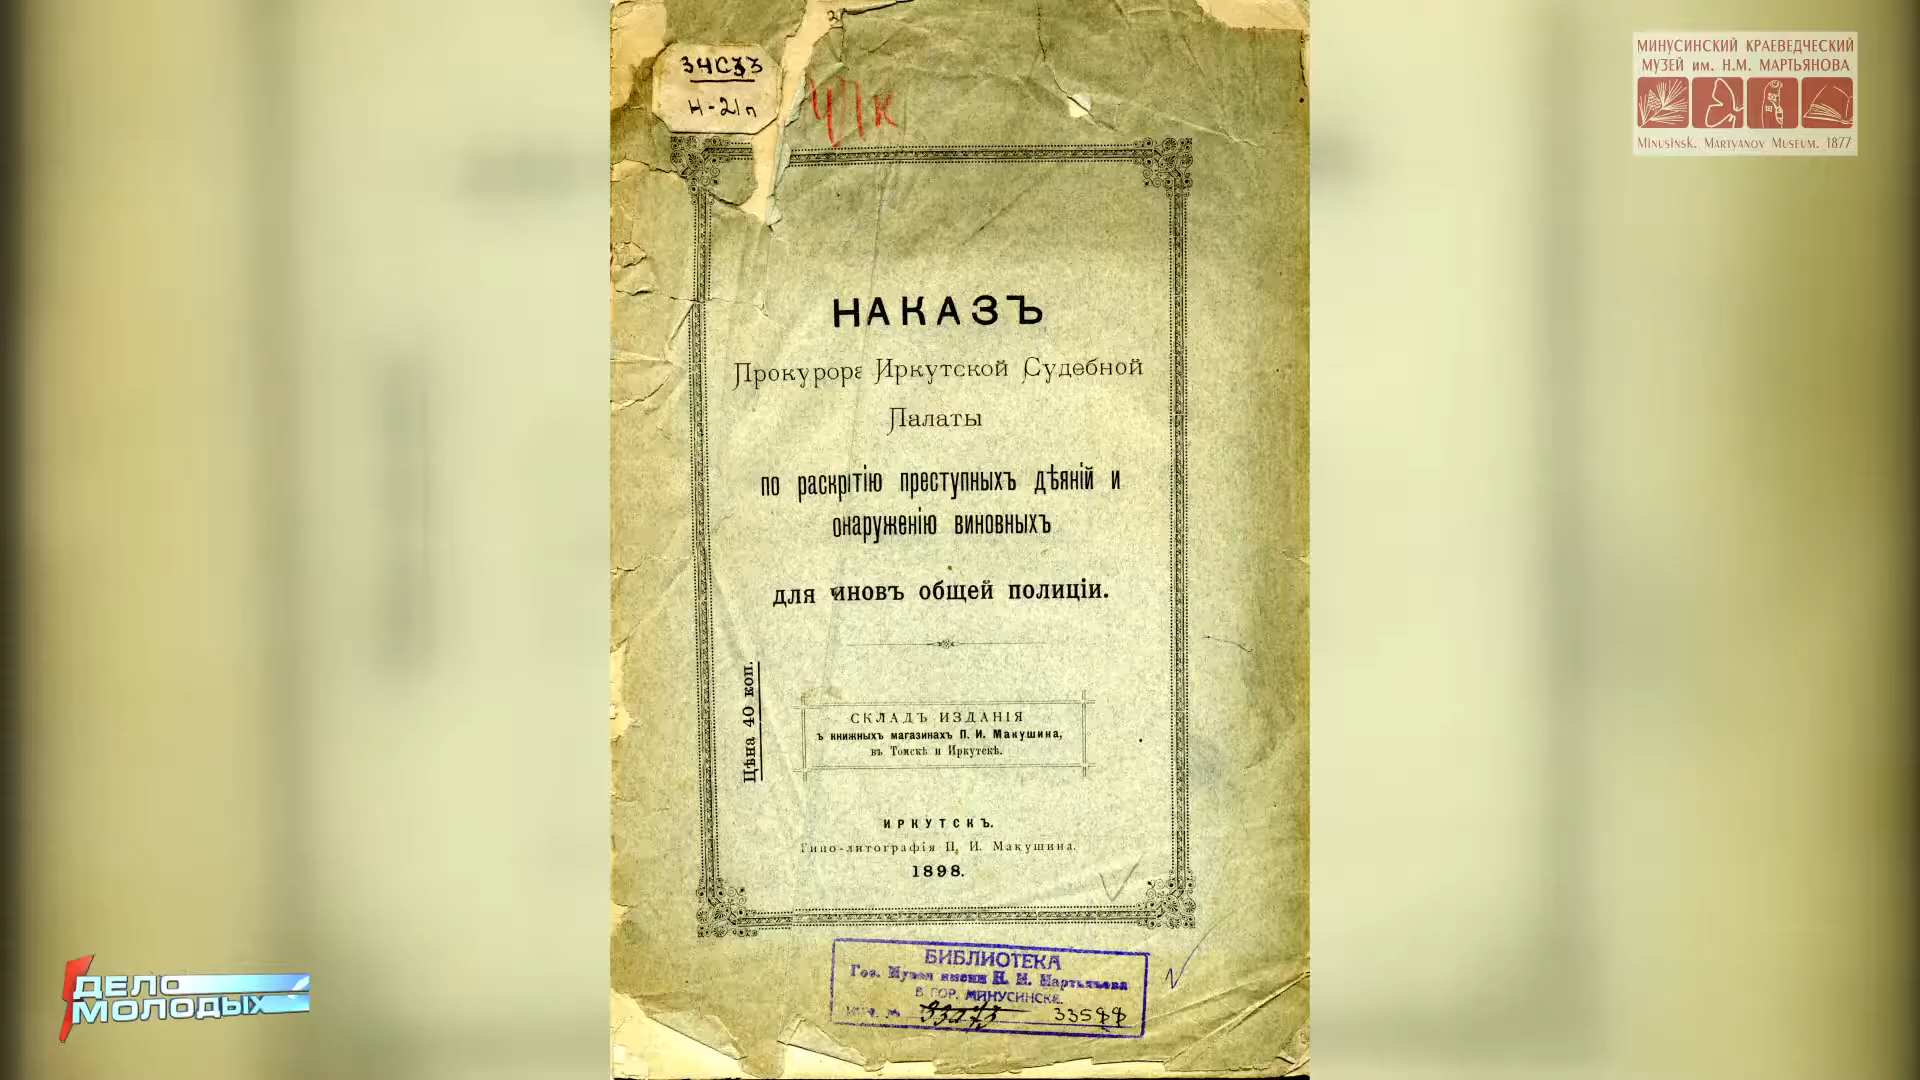 МИНУСИНСКИЙ КРАЕВЕДЧЕСКИЙ
МУЗЕЙ им. Н.М. МАРТЬЯНОВА
Minusinsk. Martyanov Museum. 1877
34С33
Н-21п
НАКАЗЪ
Прокурора Иркутской Судебной
Палаты
по раскрітію преступныхъ дѣяній и
онаруженію виновныхъ
для чиновъ общей полиціи.
Цѣна 40 коп.
СКЛАДЪ ИЗДАНІЯ
ъ книжныхъ магазинахъ П. И. Макушина,
въ Томскѣ и Иркутскѣ.
ИРКУТСКЪ.
Типо-литографія П. И. Макушина.
1898.
БИБЛИОТЕКА
Гос. Музея имени Н. М. Мартьянова
В ГОР. МИНУСИНСКЕ.
33588
ДЕЛО
МОЛОДЫХ